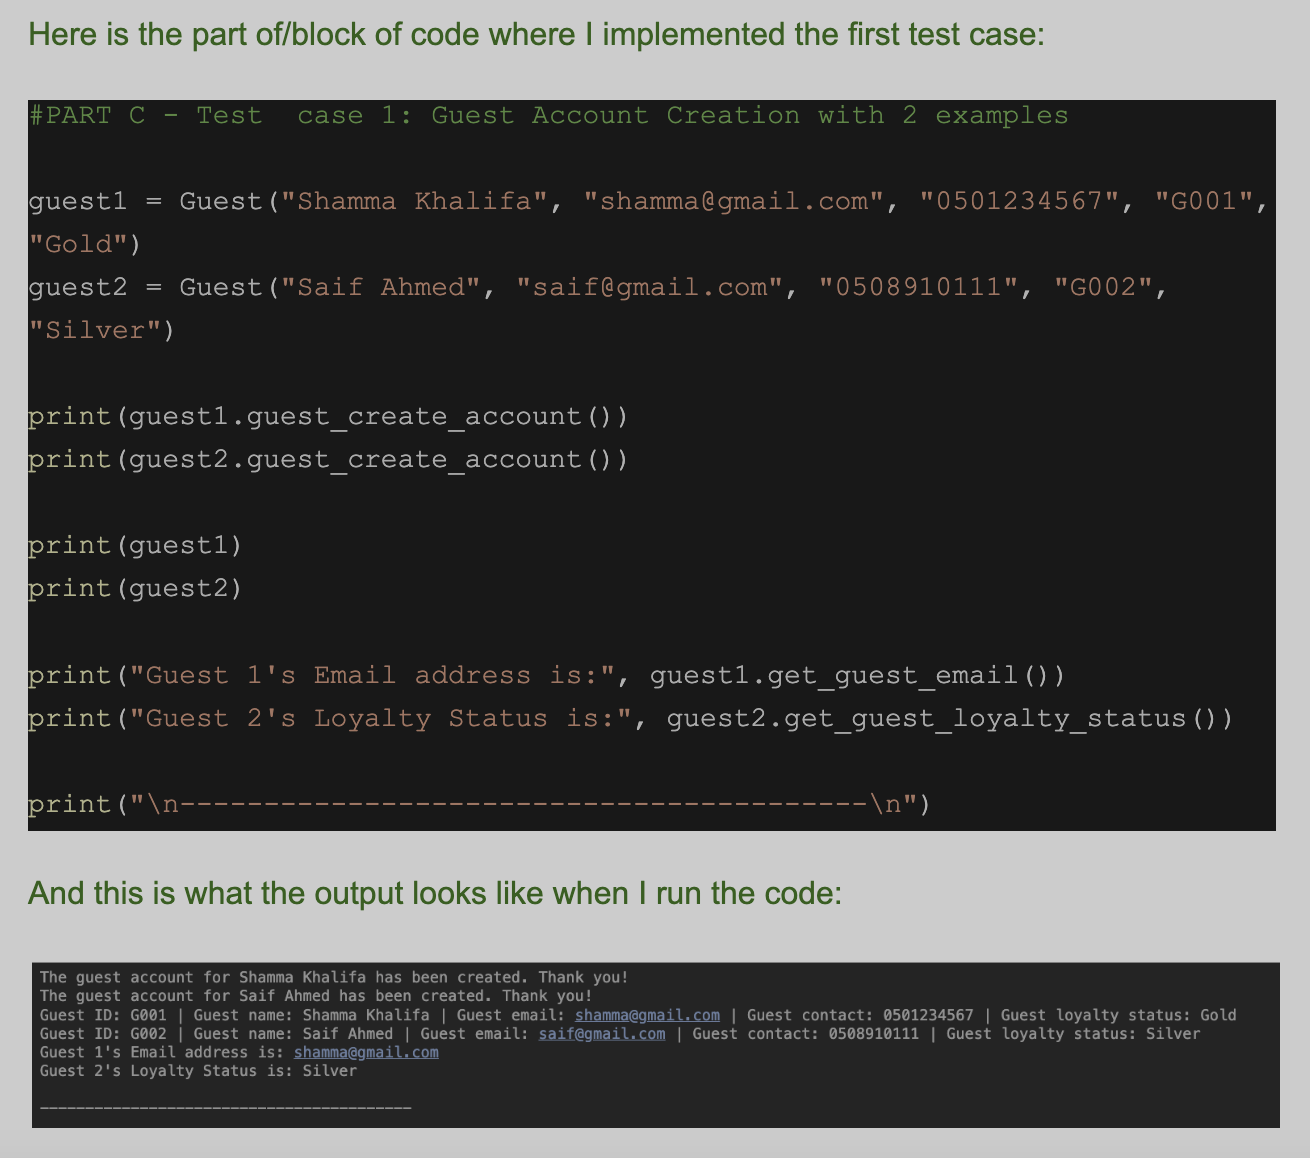 Here is the part of/block of code where I implemented the first test case:
#PART C - Test  case 1: Guest Account Creation with 2 examples
guest1 = Guest("Shamma Khalifa", "shamma@gmail.com", "0501234567", "G001",
"Gold")
guest2 = Guest("Saif Ahmed", "saif@gmail.com", "0508910111", "G002",
"Silver")
print(guest1.guest_create_account())
print(guest2.guest_create_account())
print(guest1)
print(guest2)
print("Guest 1's Email address is:", guest1.get_guest_email())
print("Guest 2's Loyalty Status is:", guest2.get_guest_loyalty_status())
print("\n-----------------------------------------\n")
And this is what the output looks like when I run the code:
The guest account for Shamma Khalifa has been created. Thank you!
The guest account for Saif Ahmed has been created. Thank you!
Guest ID: G001 | Guest name: Shamma Khalifa | Guest email: shamma@gmail.com | Guest contact: 0501234567 | Guest loyalty status: Gold
Guest ID: G002 | Guest name: Saif Ahmed | Guest email: saif@gmail.com | Guest contact: 0508910111 | Guest loyalty status: Silver
Guest 1's Email address is: shamma@gmail.com
Guest 2's Loyalty Status is: Silver
-----------------------------------------